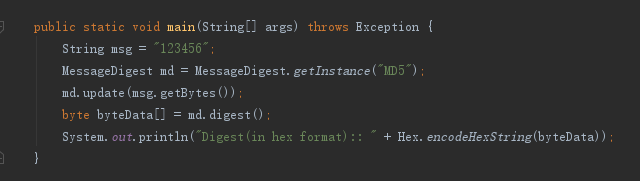 public static void main(String[] args) throws Exception {
String msg = "123456";
MessageDigest md = MessageDigest.getInstance("MD5");
md.update(msg.getBytes());
byte byteData[] = md.digest();
System.out.println("Digest(in hex format):: " + Hex.encodeHexString(byteData));
}